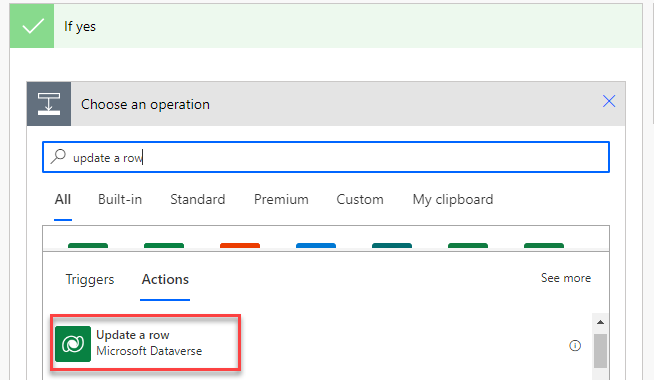 If yes
Choose an operation
update a row
All Built-in Standard Premium Custom My clipboard
Triggers Actions See more
Update a row
Microsoft Dataverse